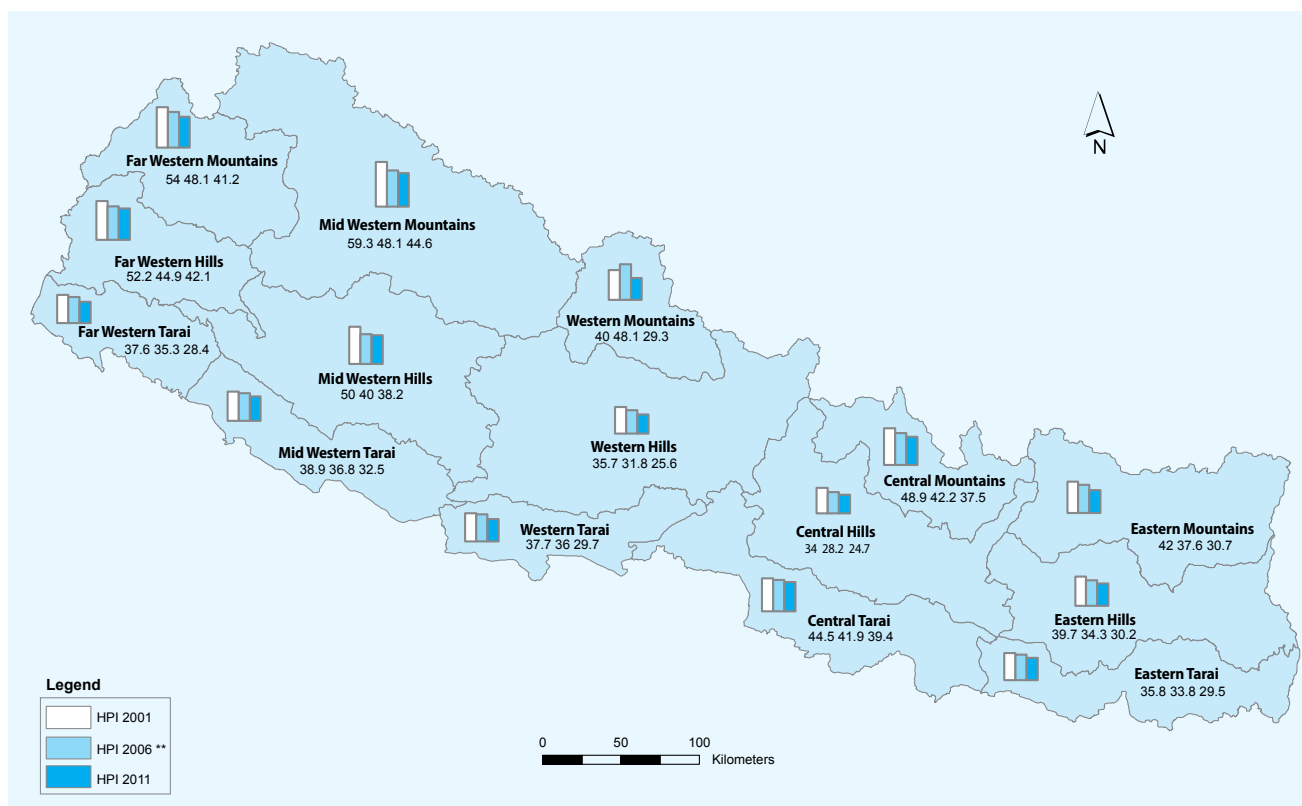 Far Western Mountains
54 48.1 41.2
Mid Western Mountains
59.3 48.1 44.6
Far Western Hills
52.2 44.9 42.1
Far Western Tarai
37.6 35.3 28.4
Western Mountains
40 48.1 29.3
Mid Western Hills
50 40 38.2
Western Hills
35.7 31.8 25.6
Mid Western Tarai
38.9 36.8 32.5
Central Mountains
48.9 42.2 37.5
Western Tarai
37.7 36 29.7
Central Hills
34 28.2 24.7
Eastern Mountains
42 37.6 30.7
Central Tarai
44.5 41.9 39.4
Eastern Hills
39.7 34.3 30.2
Eastern Tarai
35.8 33.8 29.5
N
Legend
HPI 2001
HPI 2006 **
HPI 2011
0 50 100
Kilometers